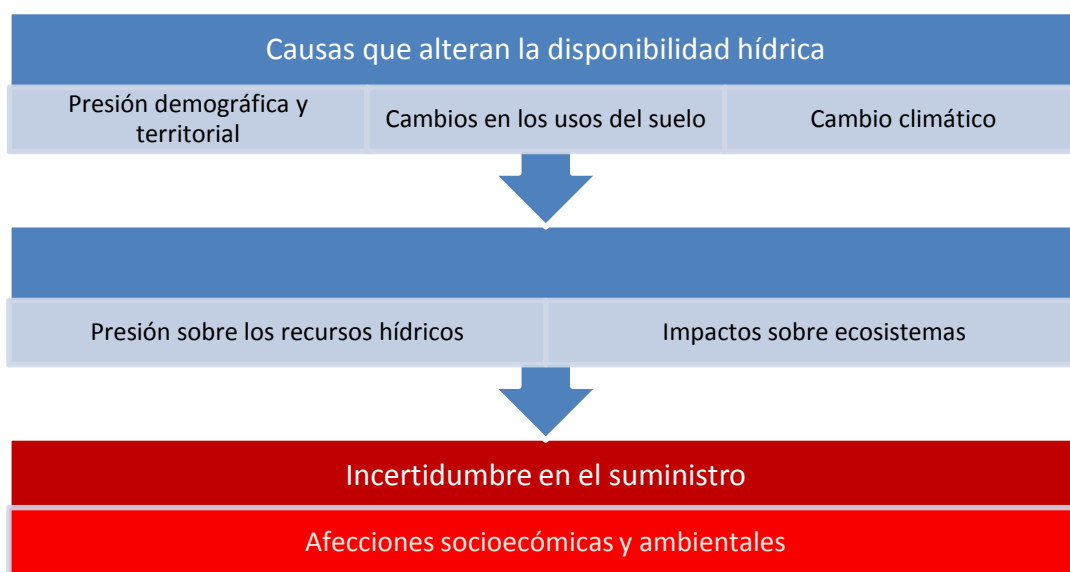 Causas que alteran la disponibilidad hídrica
Presión demográfica y
territorial
Cambios en los usos del suelo
Cambio climático
Presión sobre los recursos hídricos
Impactos sobre ecosistemas
Incertidumbre en el suministro
Afecciones socioecómicas y ambientales